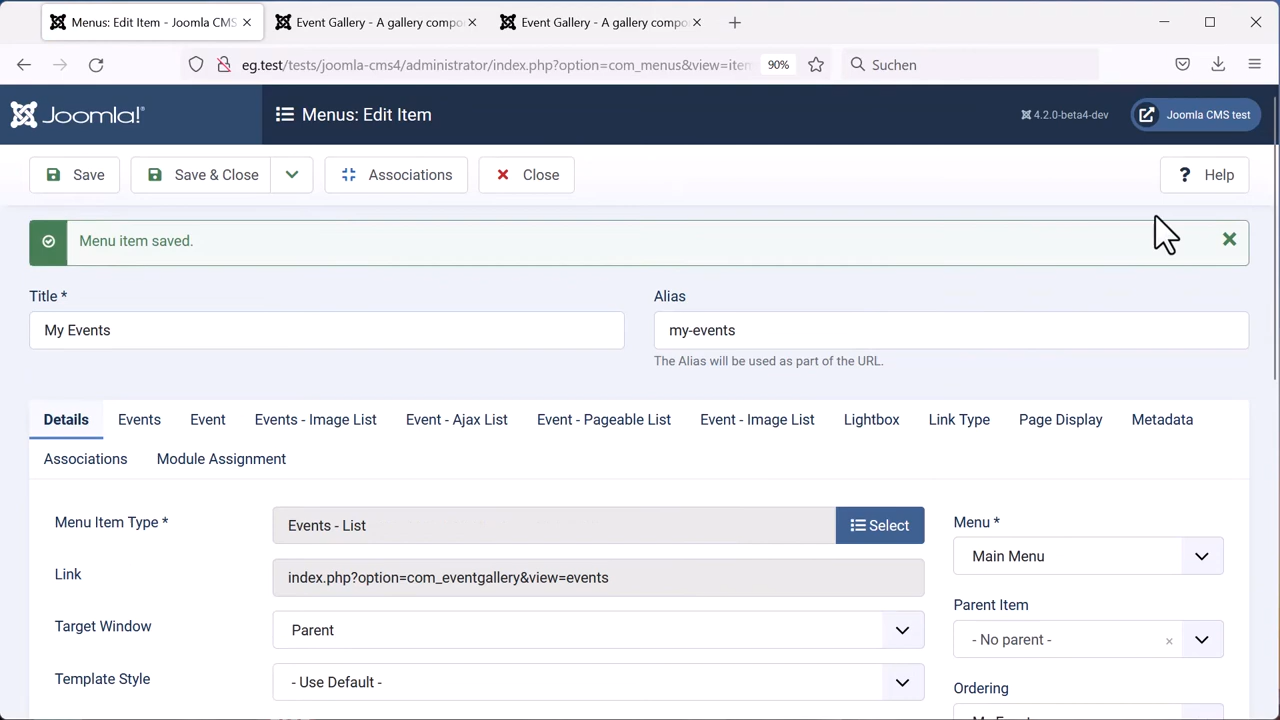 Menus: Edit Item - Joomla CMS
Event Gallery - A gallery compo
Event Gallery - A gallery compo
eg.test/tests/joomla-cms4/administrator/index.php?option=com_menus&view=item
90%
Suchen
Joomla!
Menus: Edit Item
4.2.0-beta4-dev
Joomla CMS test
Save
Save & Close
Associations
Close
? Help
Menu item saved.
Title *
Alias
My Events
my-events
The Alias will be used as part of the URL.
Details
Events
Event
Events - Image List
Event - Ajax List
Event - Pageable List
Event - Image List
Lightbox
Link Type
Page Display
Metadata
Associations
Module Assignment
Menu Item Type *
Events - List
Select
Menu *
Main Menu
Link
index.php?option=com_eventgallery&view=events
Parent Item
- No parent -
Target Window
Parent
Template Style
- Use Default -
Ordering